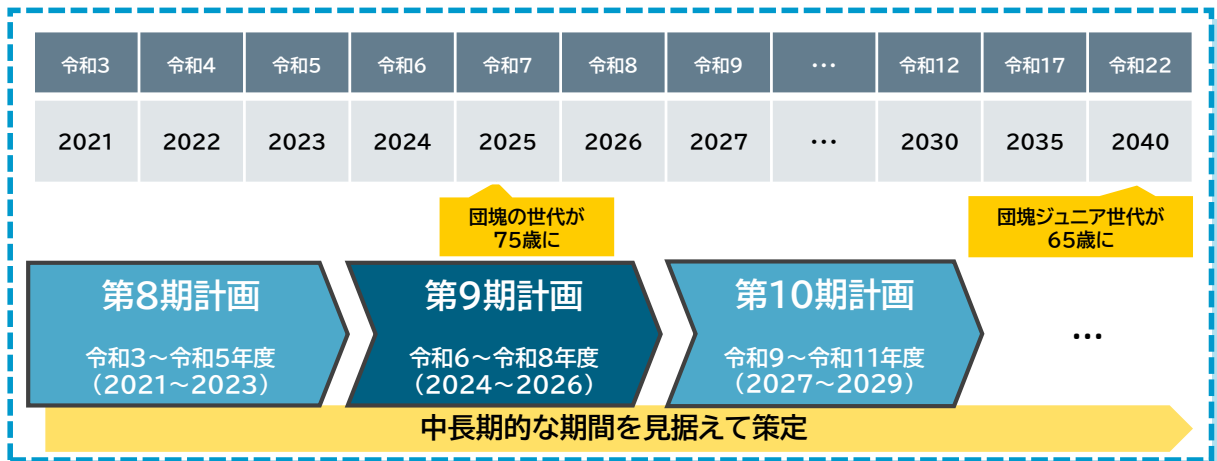 令和3 令和4 令和5 令和6 令和7 令和8 令和9 ・・・ 令和12 令和17 令和22
2021 2022 2023 2024 2025 2026 2027 ・・・ 2030 2035 2040
団塊の世代が
75歳に
団塊ジュニア世代が
65歳に
第8期計画
令和3～令和5年度
（2021～2023）
第9期計画
令和6～令和8年度
（2024～2026）
第10期計画
令和9～令和11年度
（2027～2029）
・・・
中長期的な期間を見据えて策定